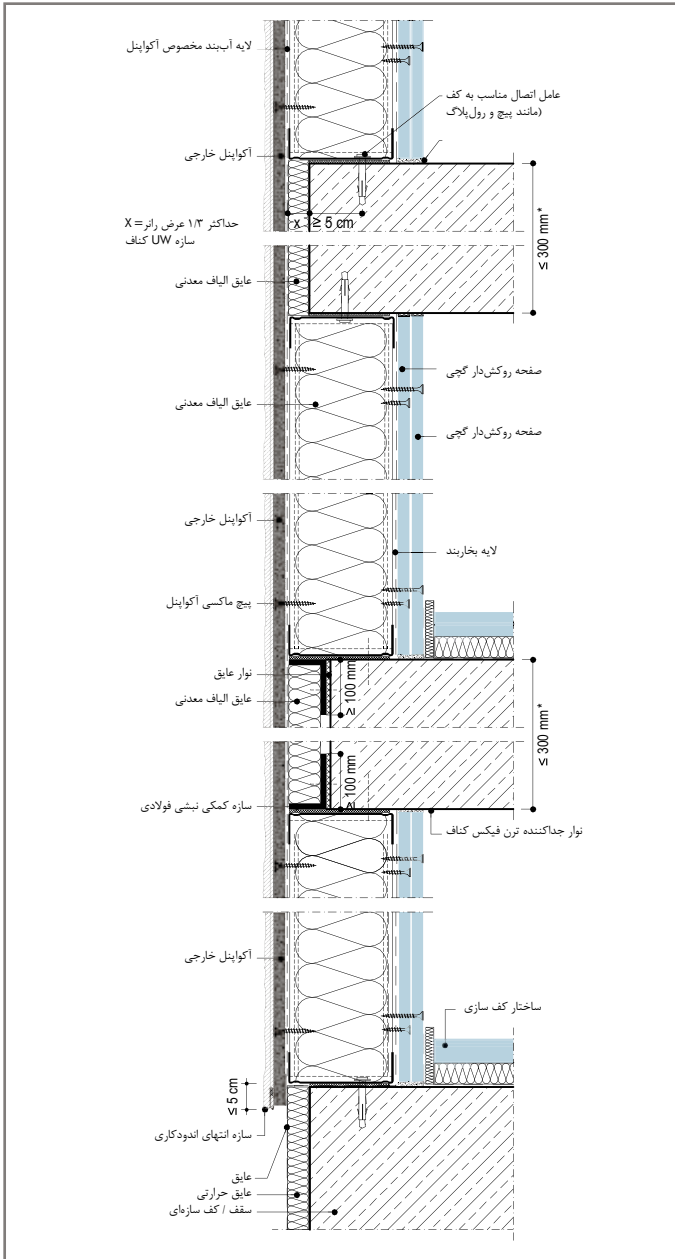 لایه آب‌بند مخصوص آکواپنل
عامل اتصال مناسب به کف
(مانند پیچ و رول‌پلاگ
آکواپنل خارجی
x
≥ 5 cm
حداکثر ۱/۳ عرض رانر = X
سازه UW کناف
≤ 300 mm*
عایق الیاف معدنی
صفحه روکش‌دار گچی
عایق الیاف معدنی
صفحه روکش‌دار گچی
آکواپنل خارجی
لایه بخاربند
پیچ ماکسی آکواپنل
نوار عایق
≥ 100 mm
عایق الیاف معدنی
≤ 300 mm*
≥ 100 mm
سازه کمکی نبشی فولادی
نوار جداکننده ترن فیکس کناف
آکواپنل خارجی
ساختار کف سازی
≤ 5 cm
سازه انتهای اندودکاری
عایق
عایق حرارتی
سقف / کف سازه‌ای